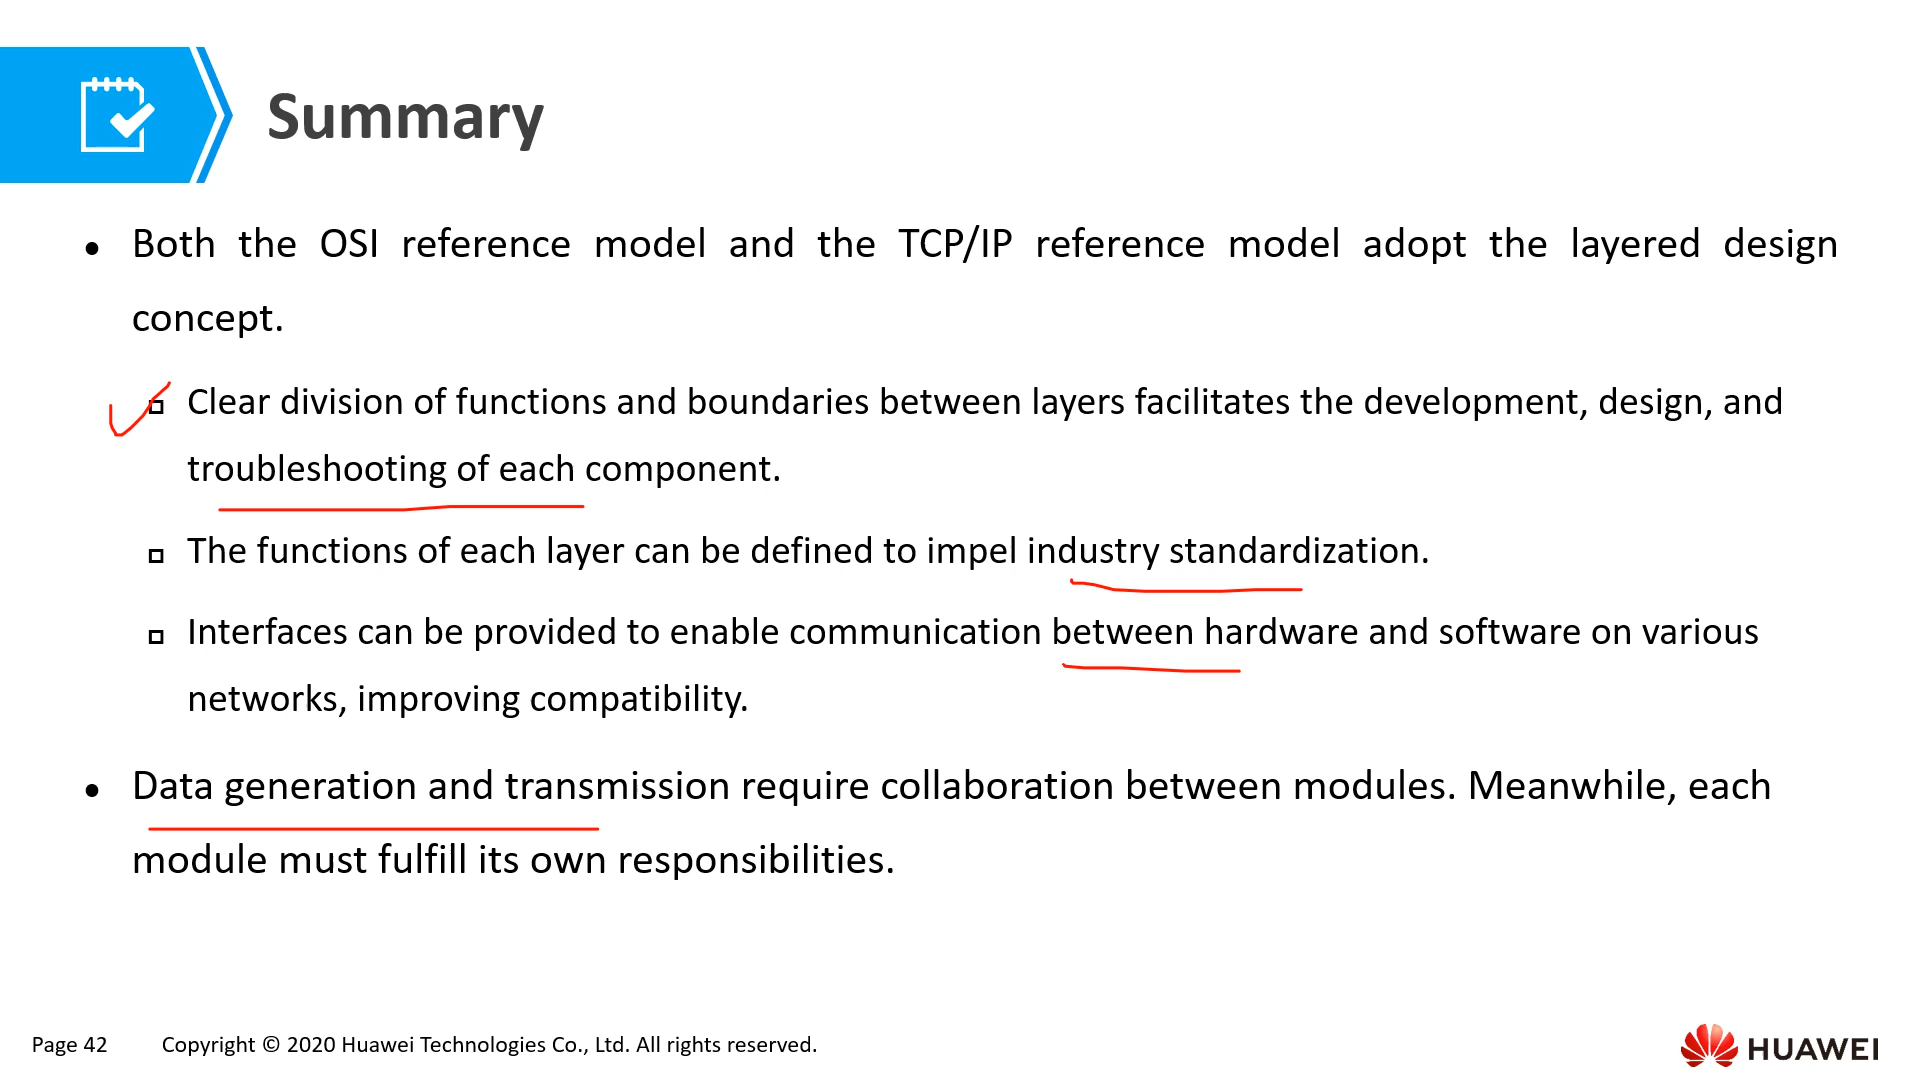 Summary
Both the OSI reference model and the TCP/IP reference model adopt the layered design
concept.
Clear division of functions and boundaries between layers facilitates the development, design, and
troubleshooting of each component.
The functions of each layer can be defined to impel industry standardization.
Interfaces can be provided to enable communication between hardware and software on various
networks, improving compatibility.
Data generation and transmission require collaboration between modules. Meanwhile, each
module must fulfill its own responsibilities.
Page 42 Copyright © 2020 Huawei Technologies Co., Ltd. All rights reserved.
HUAWEI